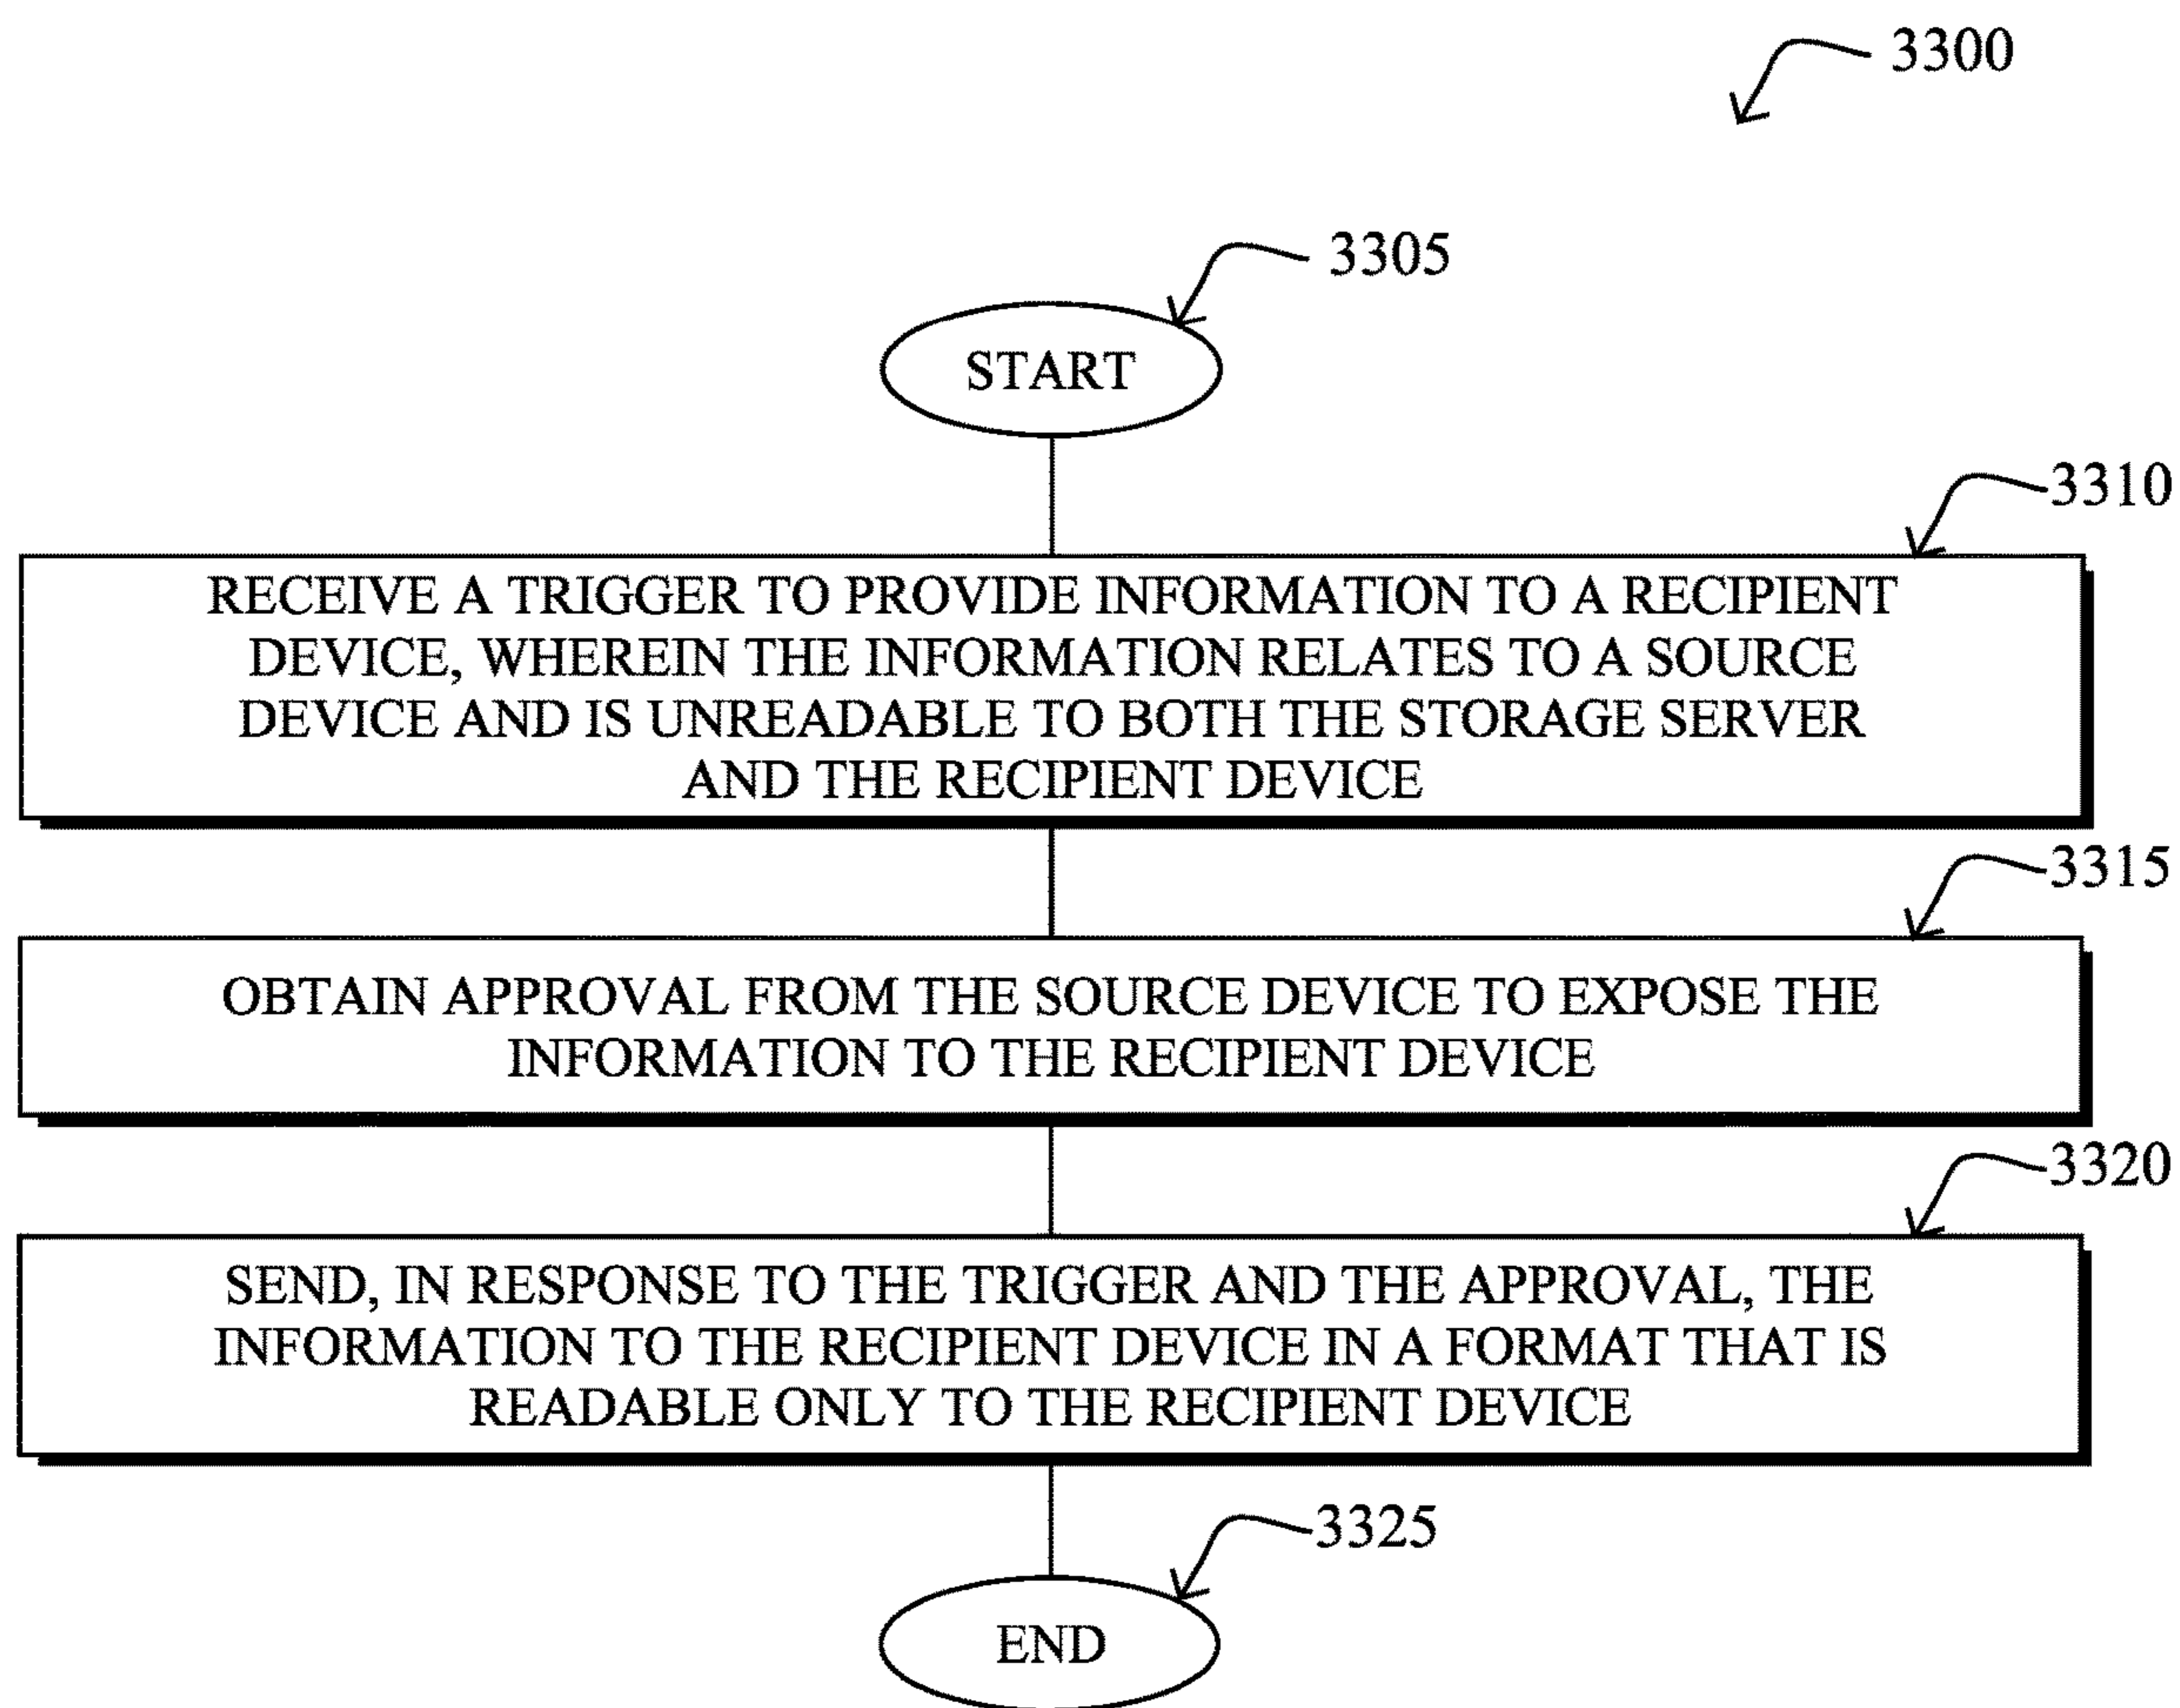 3300
3305
START
3310
RECEIVE A TRIGGER TO PROVIDE INFORMATION TO A RECIPIENT
DEVICE, WHEREIN THE INFORMATION RELATES TO A SOURCE
DEVICE AND IS UNREADABLE TO BOTH THE STORAGE SERVER
AND THE RECIPIENT DEVICE
3315
OBTAIN APPROVAL FROM THE SOURCE DEVICE TO EXPOSE THE
INFORMATION TO THE RECIPIENT DEVICE
3320
SEND, IN RESPONSE TO THE TRIGGER AND THE APPROVAL, THE
INFORMATION TO THE RECIPIENT DEVICE IN A FORMAT THAT IS
READABLE ONLY TO THE RECIPIENT DEVICE
3325
END